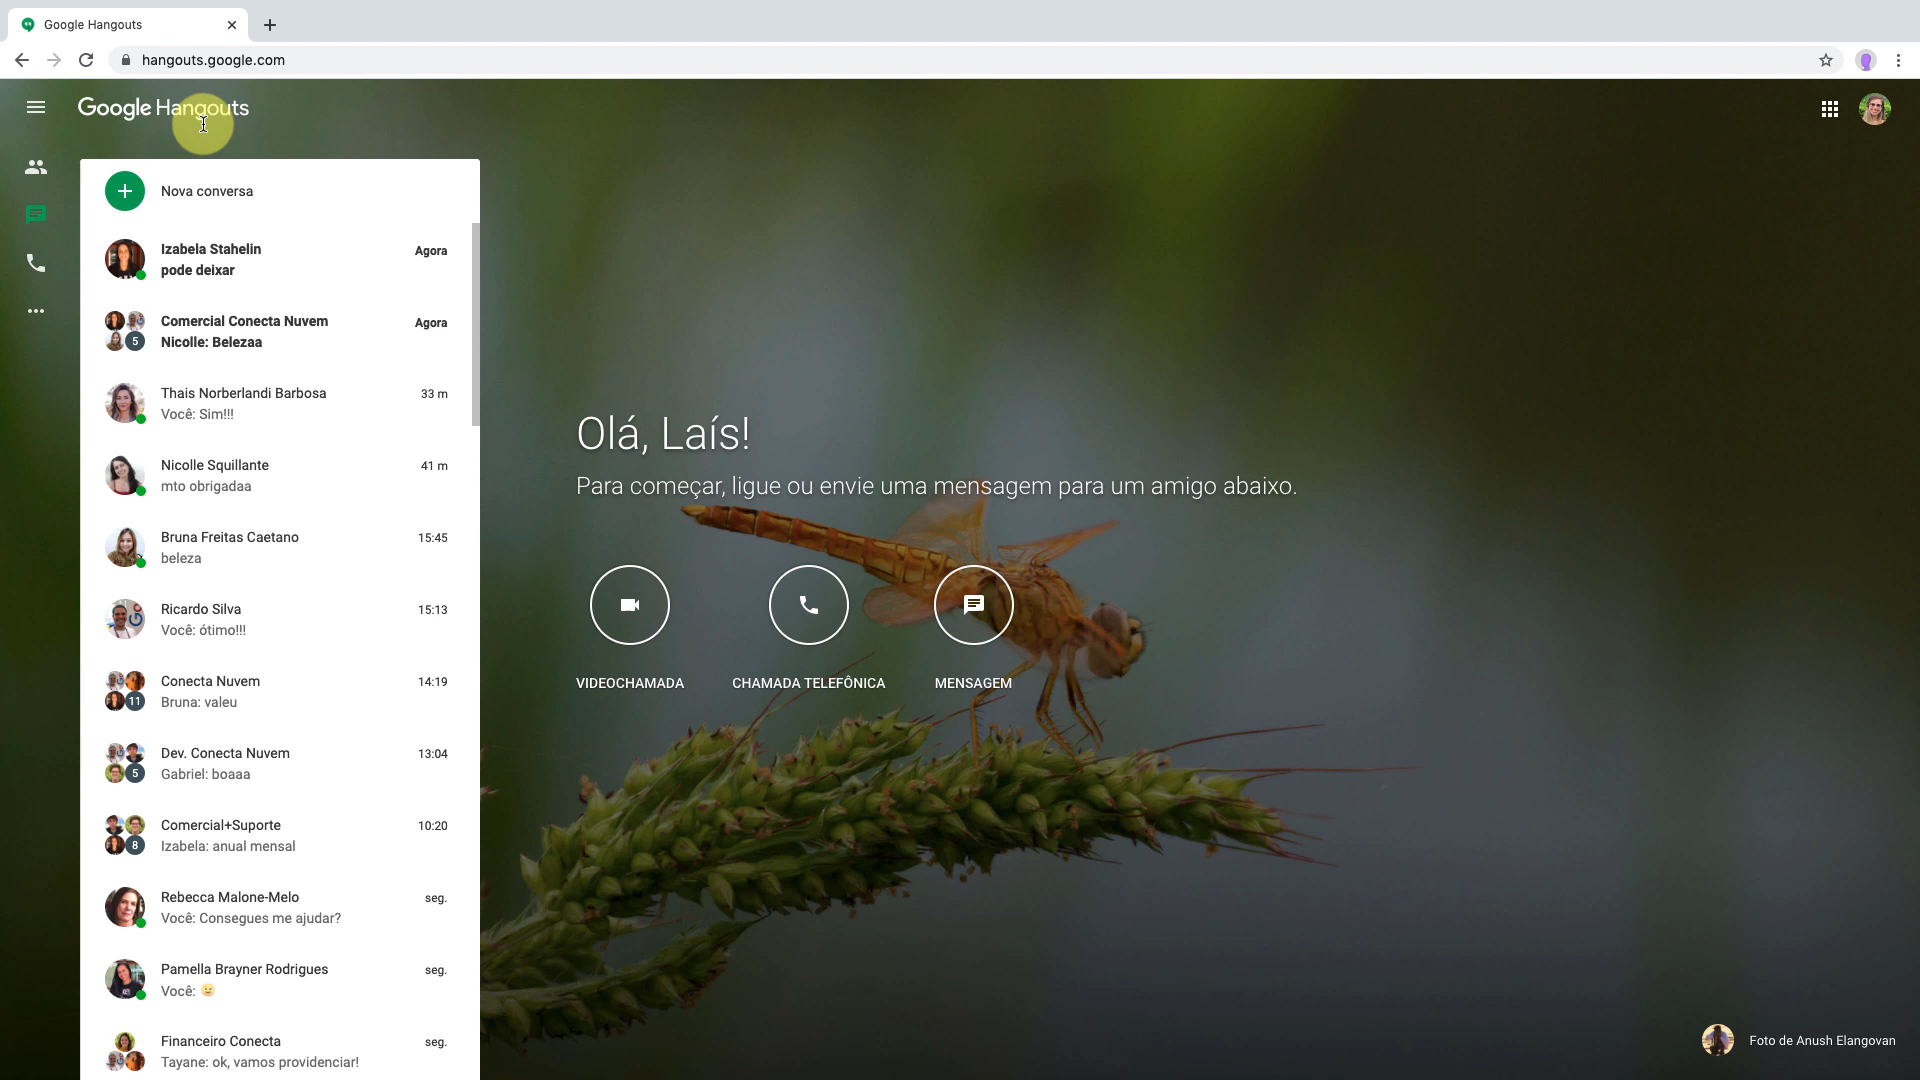 Google Hangouts
hangouts.google.com
Google Hangouts
Nova conversa
Izabela Stahelin
Agora
pode deixar
Comercial Conecta Nuvem
Agora
5
Nicolle: Belezaa
Thais Norberlandi Barbosa
33 m
Você: Sim!!!
Nicolle Squillante
41 m
mto obrigadaa
Bruna Freitas Caetano
15:45
beleza
Ricardo Silva
15:13
Você: ótimo!!!
Conecta Nuvem
14:19
11
Bruna: valeu
Dev. Conecta Nuvem
13:04
5
Gabriel: boaaa
Comercial+Suporte
10:20
8
Izabela: anual mensal
Rebecca Malone-Melo
seg.
Você: Consegues me ajudar?
Pamella Brayner Rodrigues
seg.
Você: 😉
Financeiro Conecta
seg.
Tayane: ok, vamos providenciar!
Olá, Laís!
Para começar, ligue ou envie uma mensagem para um amigo abaixo.
VIDEOCHAMADA
CHAMADA TELEFÔNICA
MENSAGEM
Foto de Anush Elangovan